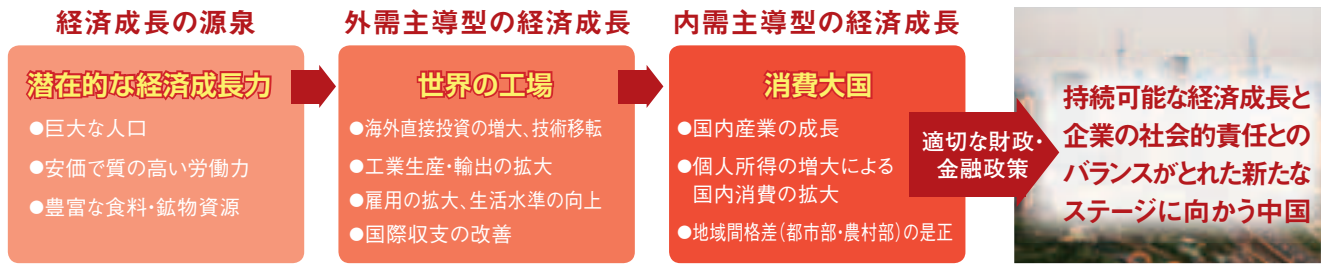 経済成長の源泉
潜在的な経済成長力
●巨大な人口
●安価で質の高い労働力
●豊富な食料・鉱物資源
外需主導型の経済成長
世界の工場
●海外直接投資の増大、技術移転
●工業生産・輸出の拡大
●雇用の拡大、生活水準の向上
●国際収支の改善
内需主導型の経済成長
消費大国
●国内産業の成長
●個人所得の増大による
国内消費の拡大
●地域間格差(都市部・農村部)の是正
適切な財政・
金融政策
持続可能な経済成長と
企業の社会的責任との
バランスがとれた新たな
ステージに向かう中国